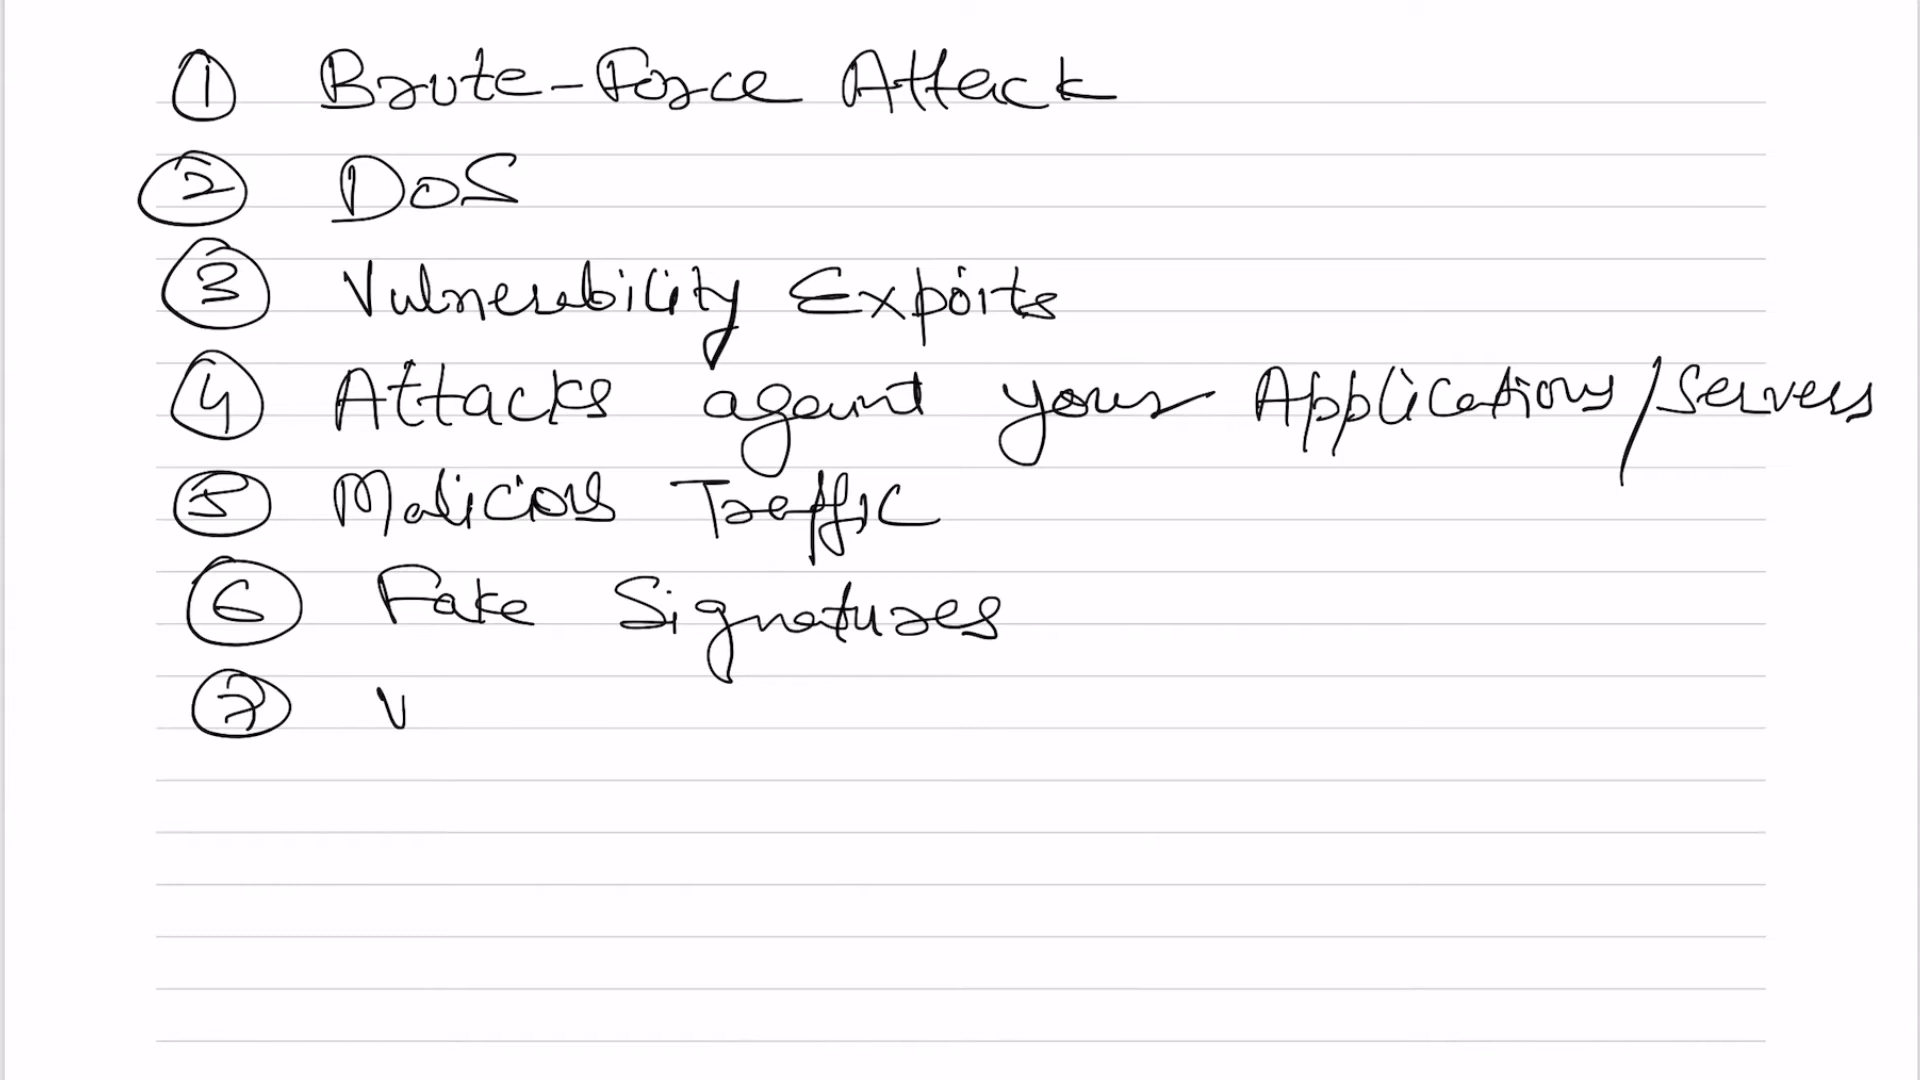 ① Brute-Force Attack
② DoS
③ Vulnerability Expoits
④ Attacks against your Applications/Servers
⑤ Malicious Traffic
⑥ Fake Signatures
⑦ V